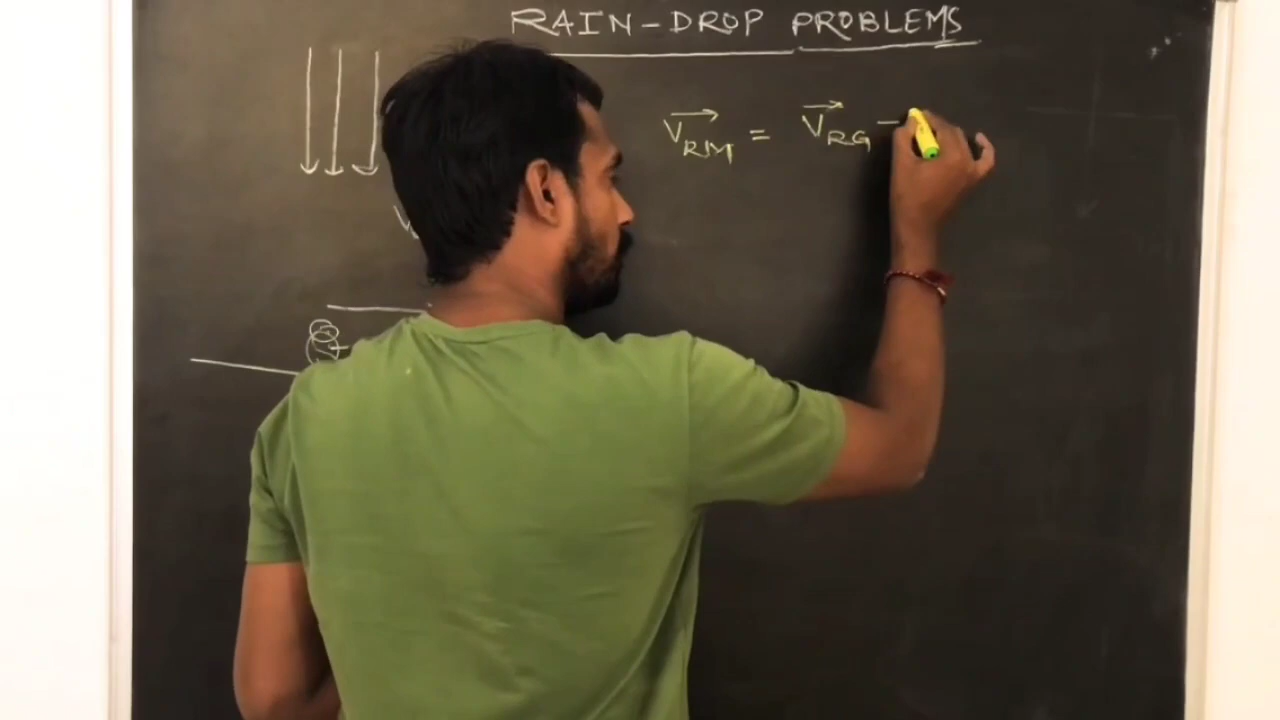 RAIN-DROP PROBLEMS
V⃗RM = V⃗RG -